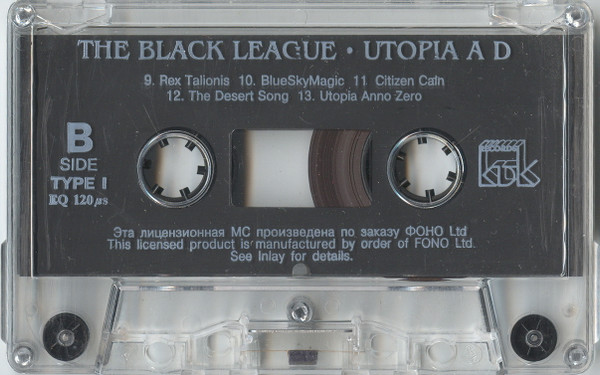 THE BLACK LEAGUE • UTOPIA A D
9. Rex Talionis 10. BlueSkyMagic 11 Citizen Cain
12. The Desert Song 13. Utopia Anno Zero
B
SIDE
TYPE I
EQ 120 µs
RECORDS
Эта лицензионная МС произведена по заказу ФОНО Ltd
This licensed product is manufactured by order of FONO Ltd.
See Inlay for details.